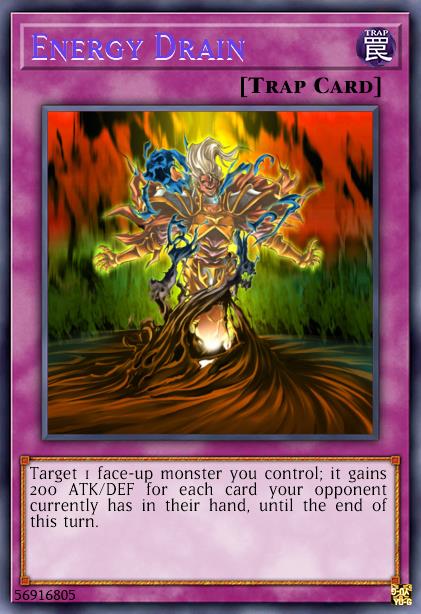 Energy Drain
TRAP
罠
[Trap Card]
Target 1 face-up monster you control; it gains
200 ATK/DEF for each card your opponent
currently has in their hand, until the end of
this turn.
56916805